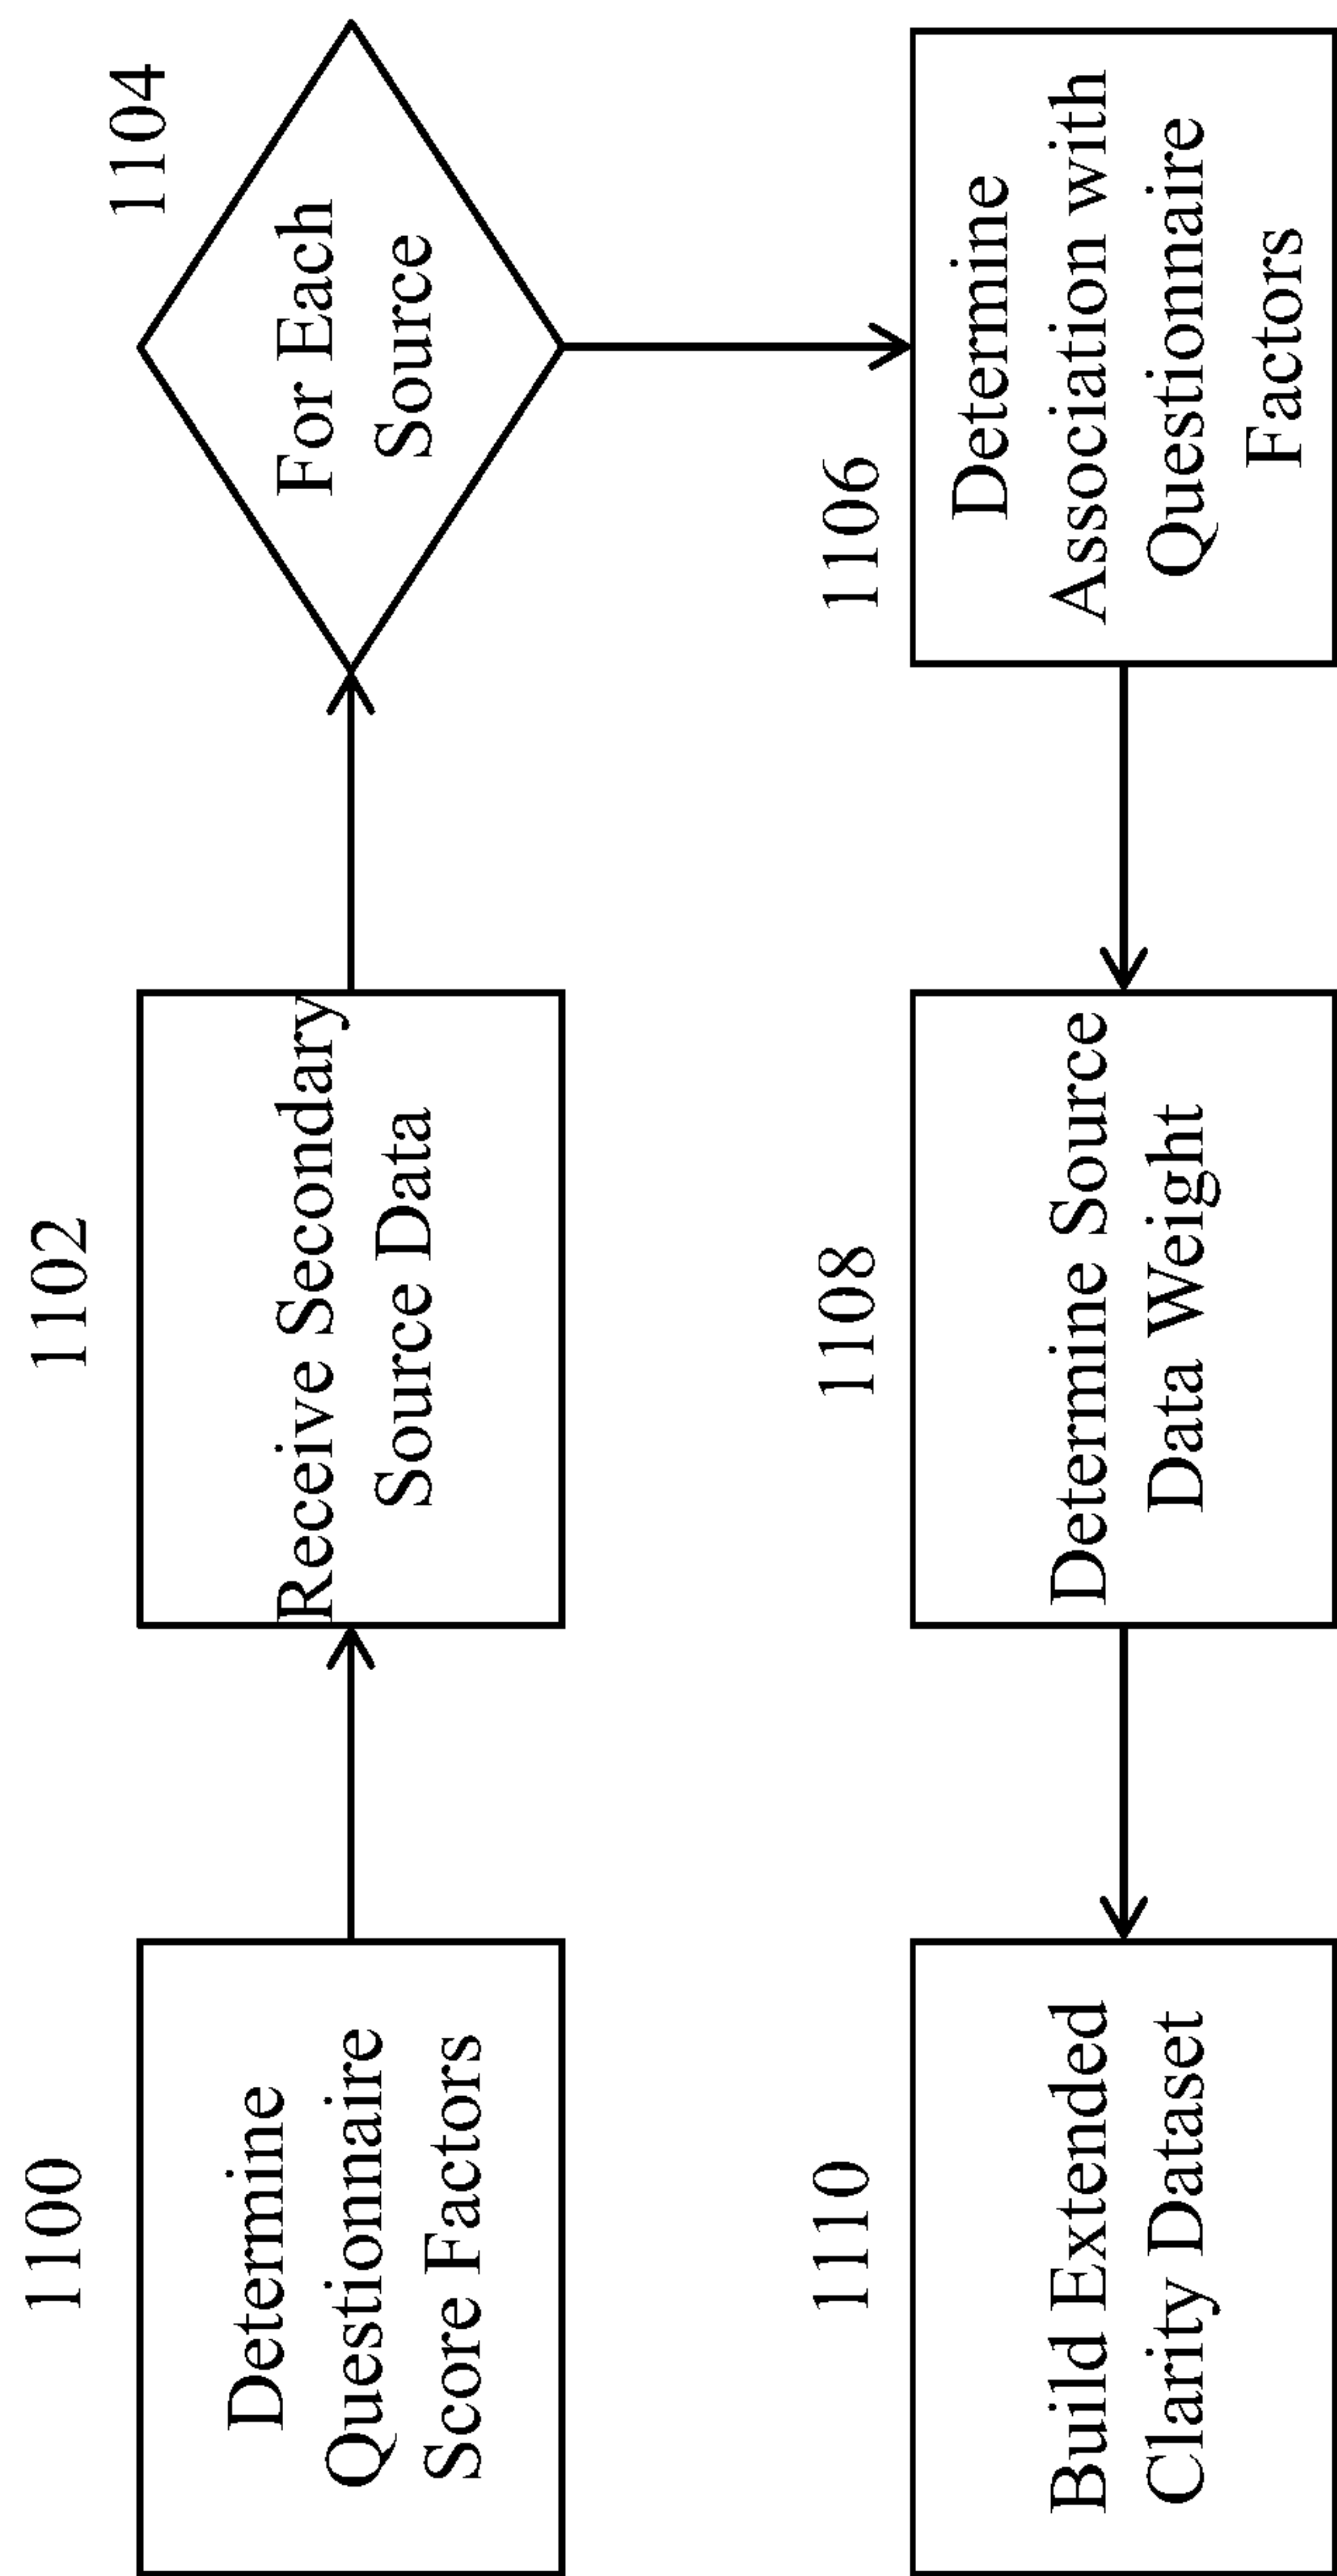 1100
Determine
Questionnaire
Score Factors
1102
Receive Secondary
Source Data
1104
For Each
Source
1106
Determine
Association with
Questionnaire
Factors
1108
Determine Source
Data Weight
1110
Build Extended
Clarity Dataset